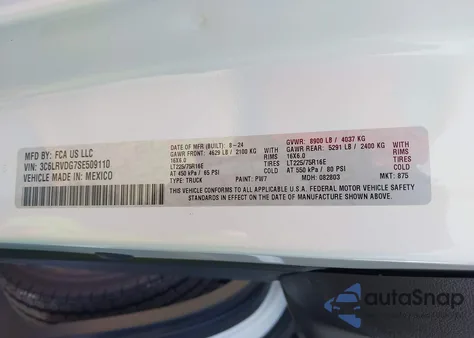 MFD BY: FCA US LLC
VIN: 3C6LRVDG7SE509110
VEHICLE MADE IN: MEXICO
DATE OF MFR (BUILT): 8-24
GAWR FRONT: 4629 LB / 2100 KG
16X6.0 WITH RIMS
LT225/75R16E TIRES
AT 450 kPa / 65 PSI COLD
TYPE: TRUCK PAINT: PW7
GVWR: 8900 LB / 4037 KG
GAWR REAR: 5291 LB / 2400 KG
16X6.0 WITH RIMS
LT225/75R16E TIRES
AT 550 kPa / 80 PSI COLD
MDH: 082803 MKT: 875
THIS VEHICLE CONFORMS TO ALL APPLICABLE U.S.A. FEDERAL MOTOR VEHICLE SAFETY
STANDARDS IN EFFECT ON THE DATE OF MANUFACTURE SHOWN ABOVE.
autaSnap